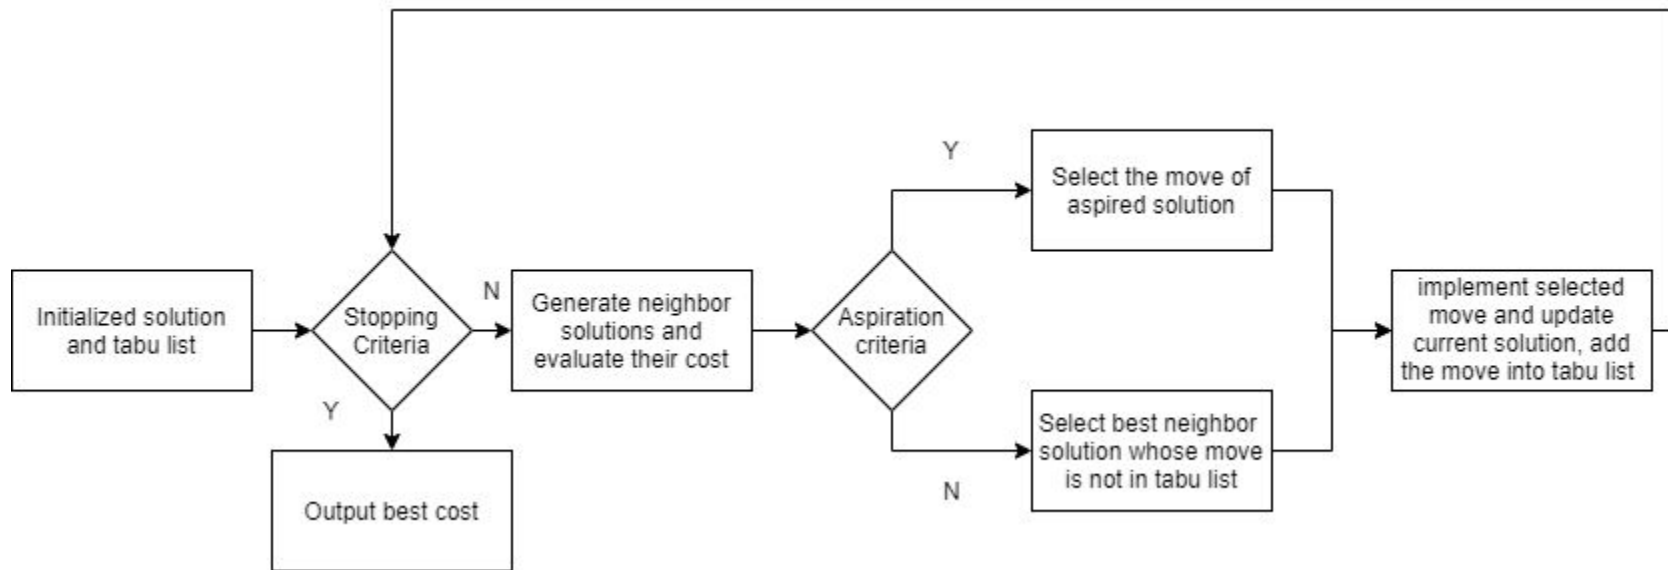 Initialized solution
and tabu list
Stopping
Criteria
N
Y
Output best cost
Generate neighbor
solutions and
evaluate their cost
Aspiration
criteria
Y
Select the move of
aspired solution
N
Select best neighbor
solution whose move
is not in tabu list
implement selected
move and update
current solution, add
the move into tabu list